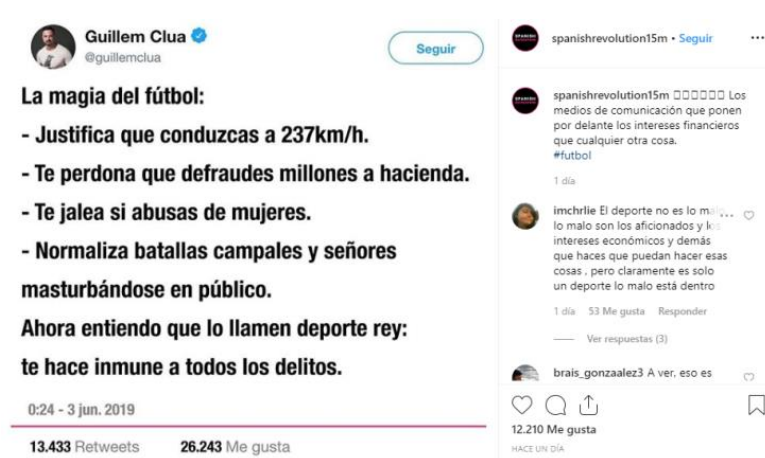 Guillem Clua
@guillemclua
Seguir
La magia del fútbol:
- Justifica que conduzcas a 237km/h.
- Te perdona que defraudes millones a hacienda.
- Te jalea si abusas de mujeres.
- Normaliza batallas campales y señores
masturbándose en público.
Ahora entiendo que lo llamen deporte rey:
te hace inmune a todos los delitos.
0:24 - 3 jun. 2019
13.433 Retweets 26.243 Me gusta
spanishrevolution15m • Seguir
spanishrevolution15m □□□□□□ Los
medios de comunicación que ponen
por delante los intereses financieros
que cualquier otra cosa.
#futbol
1 día
imchrlie El deporte no es lo malo
lo malo son los aficionados y los
intereses económicos y demás
que haces que puedan hacer esas
cosas , pero claramente es solo
un deporte lo malo está dentro
1 día 53 Me gusta Responder
Ver respuestas (3)
brais_gonzaalez3 A ver, eso es
12.210 Me gusta
HACE UN DÍA